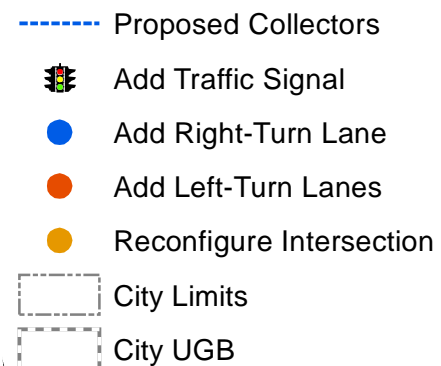 Proposed Collectors
Add Traffic Signal
Add Right-Turn Lane
Add Left-Turn Lanes
Reconfigure Intersection
City Limits
City UGB